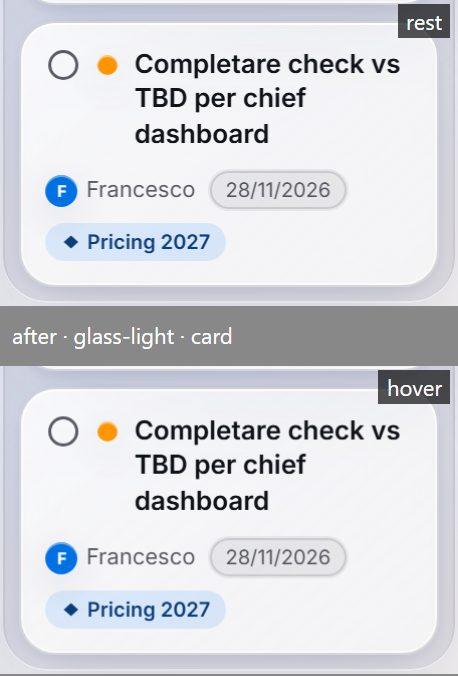 rest
Completare check vs
TBD per chief
dashboard
F Francesco 28/11/2026
Pricing 2027
after · glass-light · card
hover
Completare check vs
TBD per chief
dashboard
F Francesco 28/11/2026
Pricing 2027